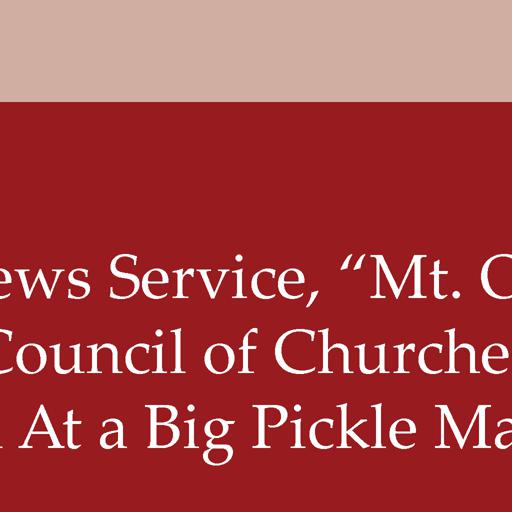 ews Service, “Mt. C
Council of Churche
At a Big Pickle Ma